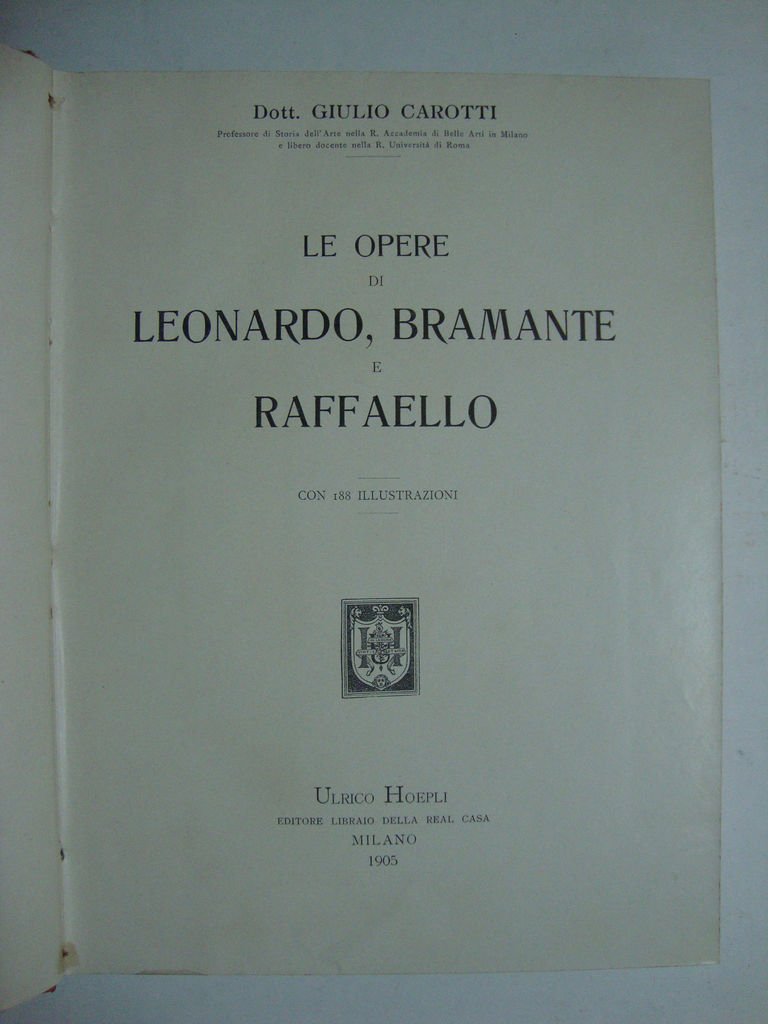 Dott. GIULIO CAROTTI
Professore di Storia dell'Arte nella R. Accademia di Belle Arti in Milano
e libero docente nella R. Università di Roma
LE OPERE
DI
LEONARDO, BRAMANTE
E
RAFFAELLO
CON 188 ILLUSTRAZIONI
ULRICO HOEPLI
EDITORE LIBRAIO DELLA REAL CASA
MILANO
1905